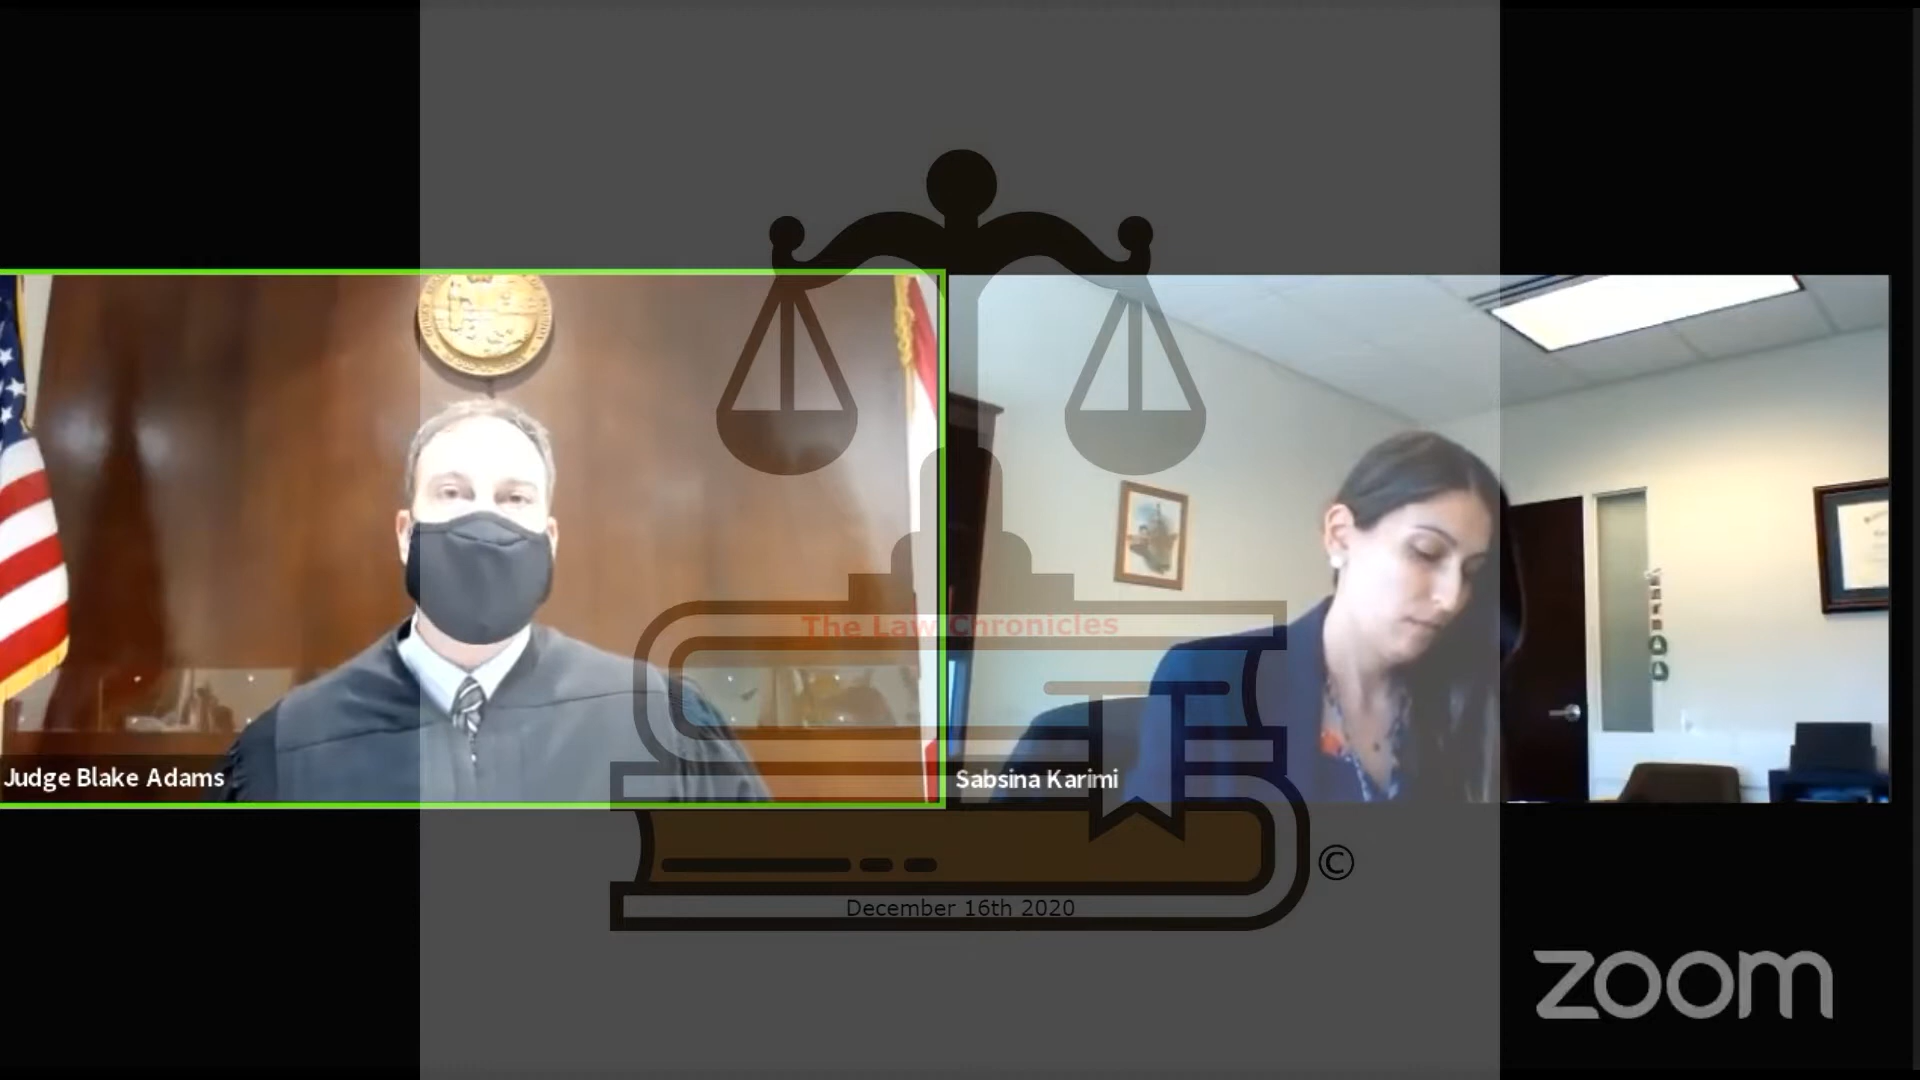 The Law Chronicles
Judge Blake Adams
Sabsina Karimi
©
December 16th 2020
zoom